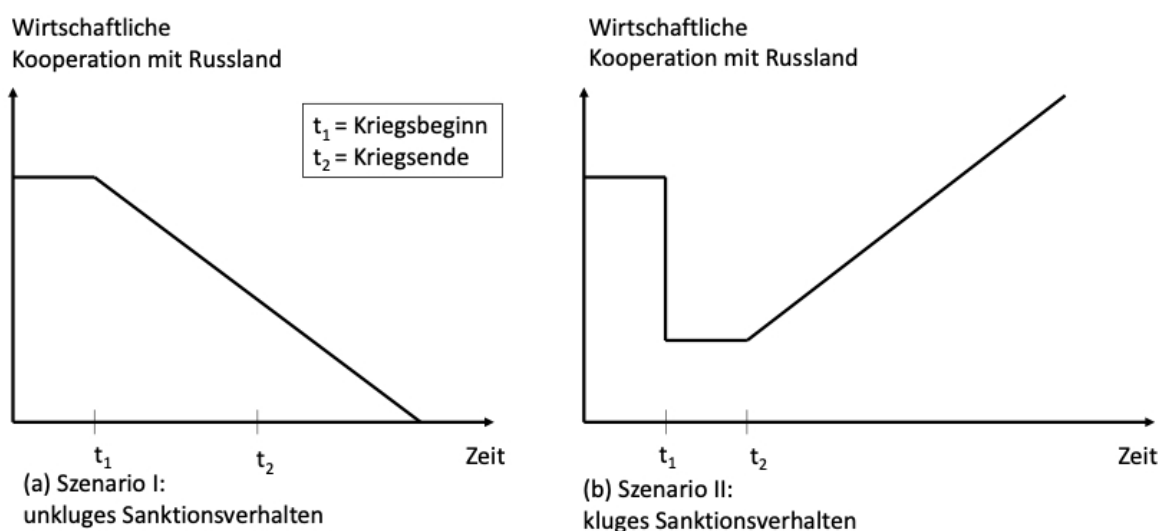 Wirtschaftliche
Kooperation mit Russland
t₁ = Kriegsbeginn
t₂ = Kriegsende
t₁
t₂
Zeit
(a) Szenario I:
unkluges Sanktionsverhalten
Wirtschaftliche
Kooperation mit Russland
t₁
t₂
Zeit
(b) Szenario II:
kluges Sanktionsverhalten